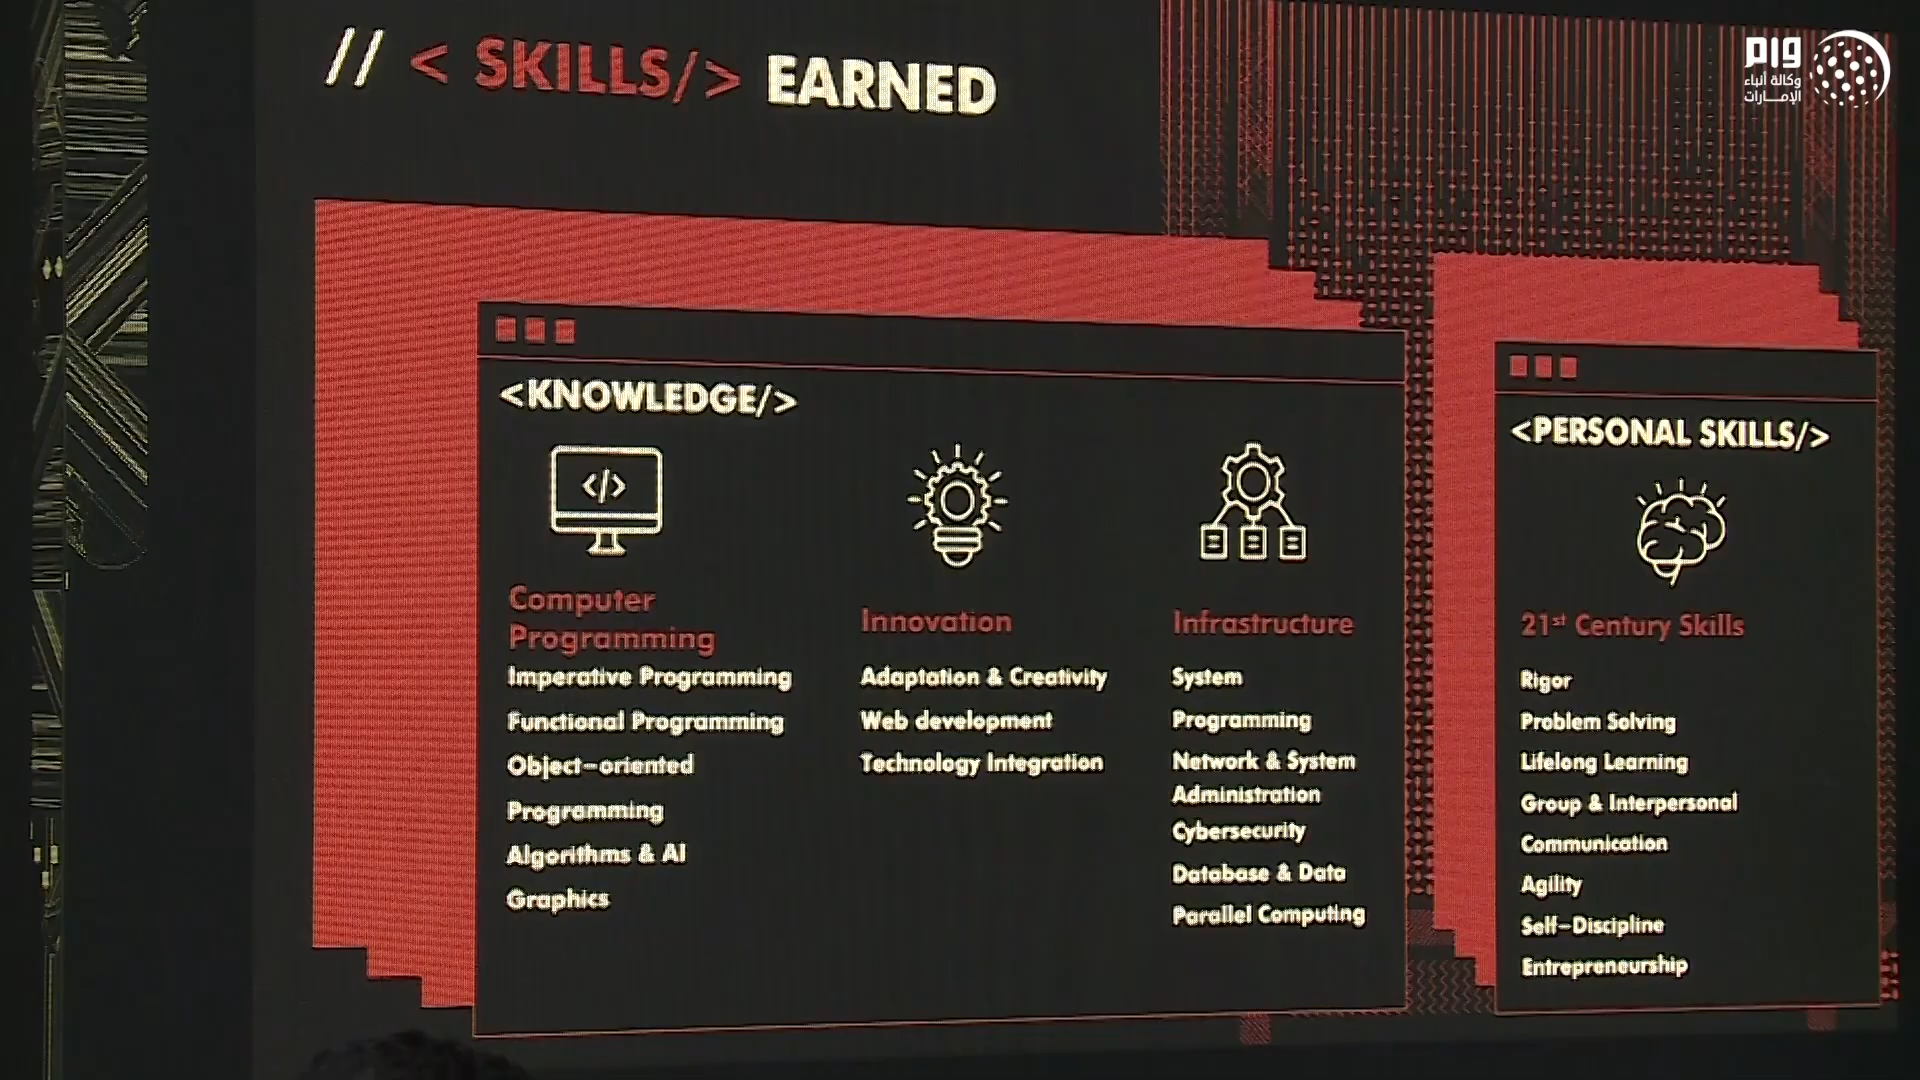 // < SKILLS/> EARNED
وام
وكالة أنباء
الإمارات
<KNOWLEDGE/>
</>
Computer
Programming
Imperative Programming
Functional Programming
Object-oriented
Programming
Algorithms & AI
Graphics
Innovation
Adaptation & Creativity
Web development
Technology Integration
Infrastructure
System
Programming
Network & System
Administration
Cybersecurity
Database & Data
Parallel Computing
<PERSONAL SKILLS/>
21st Century Skills
Rigor
Problem Solving
Lifelong Learning
Group & Interpersonal
Communication
Agility
Self-Discipline
Entrepreneurship